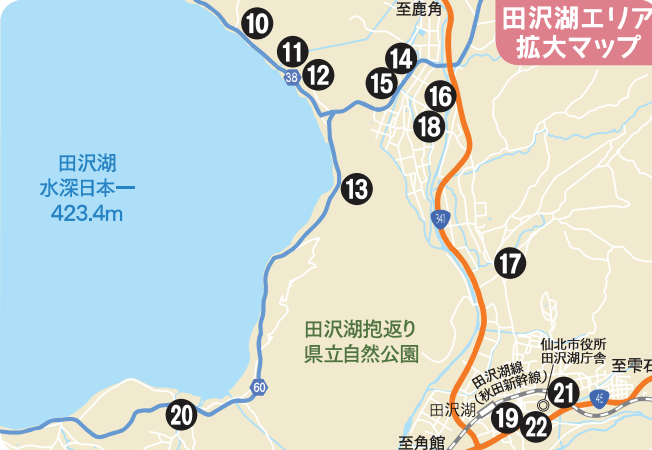 田沢湖エリア
拡大マップ
至鹿角
10
11
38
12
14
15
16
18
田沢湖
水深日本一
423.4m
13
341
17
田沢湖抱返り
県立自然公園
仙北市役所
田沢湖庁舎
至雫石
田沢湖線
(秋田新幹線)
60
21
46
田沢湖
20
19
22
至角館